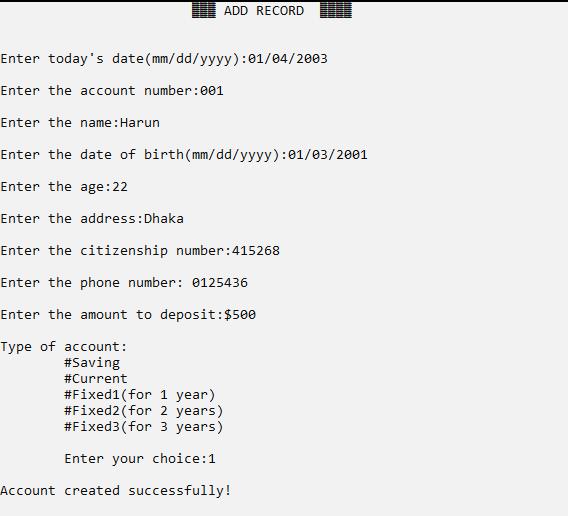 ADD RECORD
Enter today's date(mm/dd/yyyy):01/04/2003
Enter the account number:001
Enter the name:Harun
Enter the date of birth(mm/dd/yyyy):01/03/2001
Enter the age:22
Enter the address:Dhaka
Enter the citizenship number:415268
Enter the phone number: 0125436
Enter the amount to deposit:$500
Type of account:
#Saving
#Current
#Fixed1(for 1 year)
#Fixed2(for 2 years)
#Fixed3(for 3 years)
Enter your choice:1
Account created successfully!